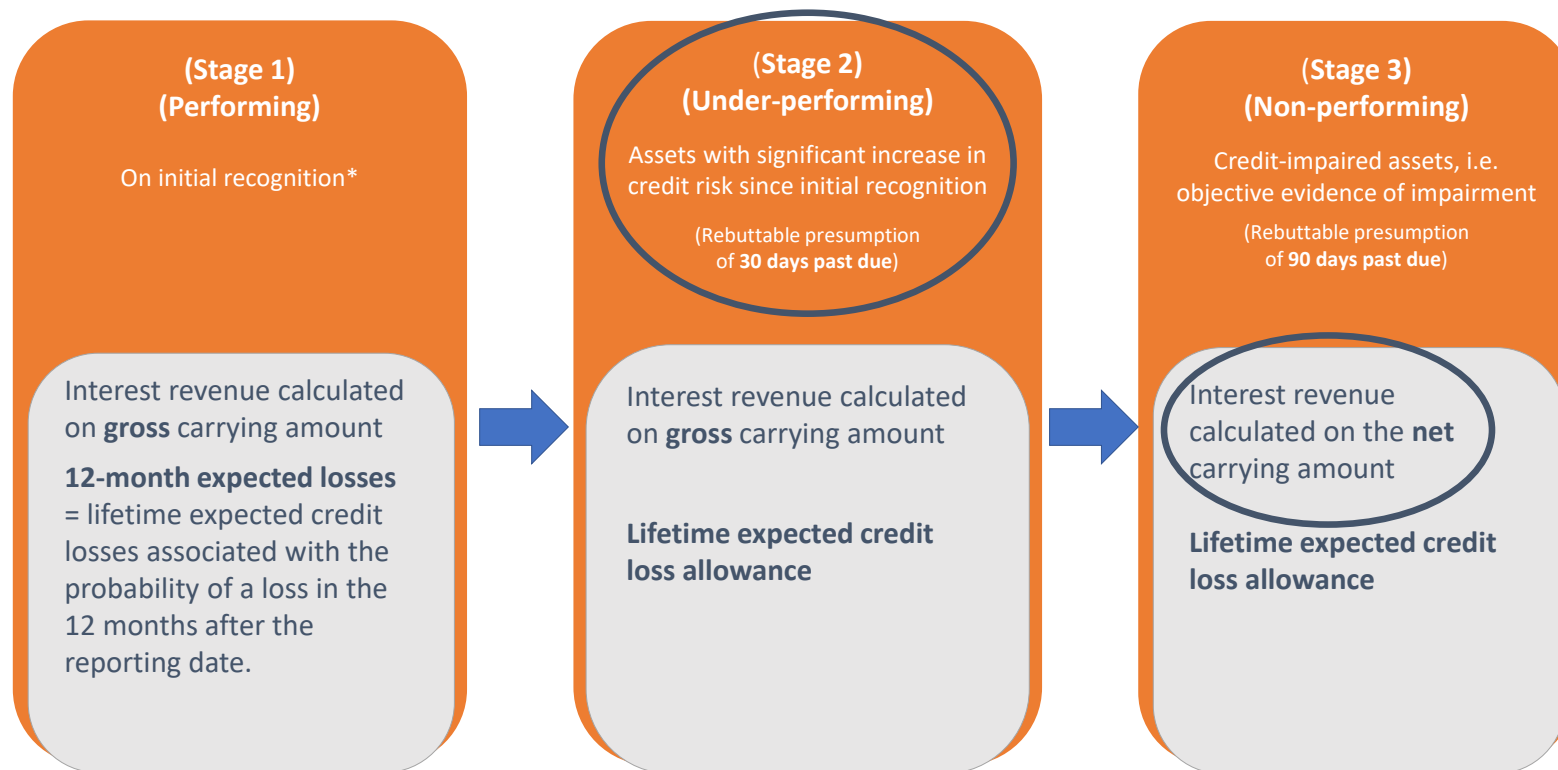 (Stage 1)
(Performing)
On initial recognition*
Interest revenue calculated
on gross carrying amount
12-month expected losses
= lifetime expected credit
losses associated with the
probability of a loss in the
12 months after the
reporting date.
(Stage 2)
(Under-performing)
Assets with significant increase in
credit risk since initial recognition
(Rebuttable presumption
of 30 days past due)
Interest revenue calculated
on gross carrying amount
Lifetime expected credit
loss allowance
(Stage 3)
(Non-performing)
Credit-impaired assets, i.e.
objective evidence of impairment
(Rebuttable presumption
of 90 days past due)
Interest revenue
calculated on the net
carrying amount
Lifetime expected credit
loss allowance